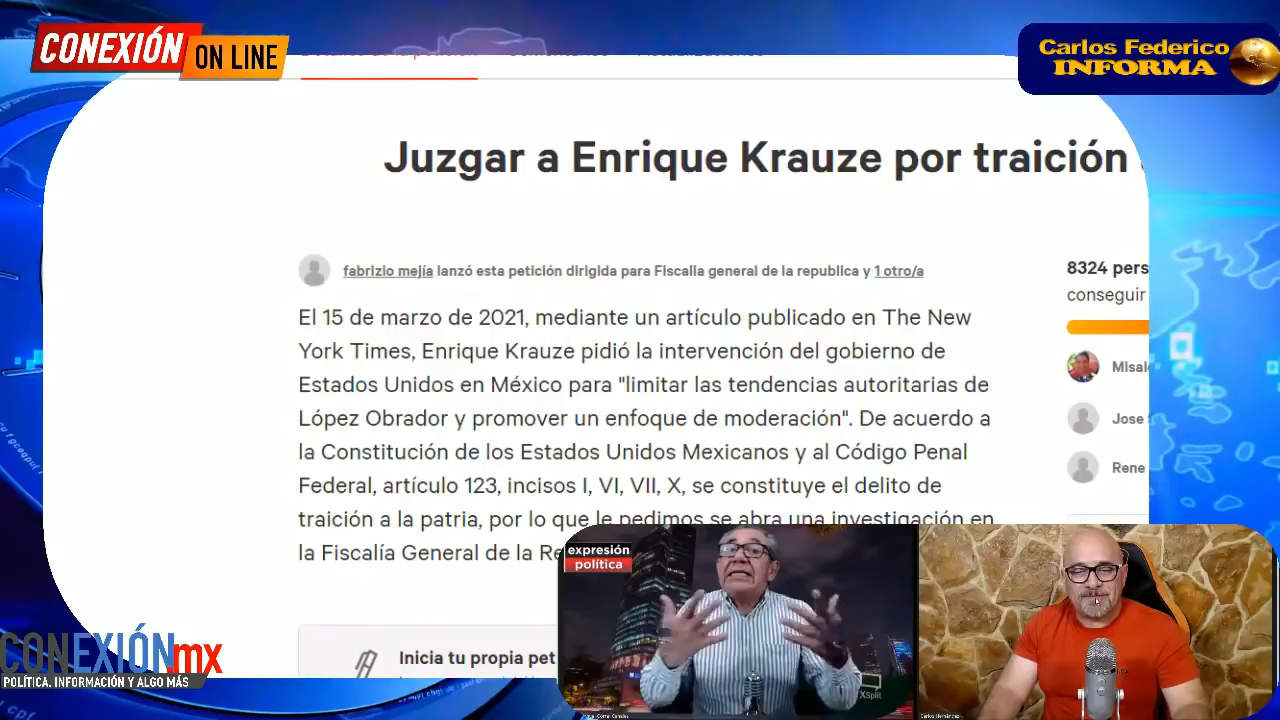 CONEXIÓN
ON LINE
Carlos Federico
INFORMA
Juzgar a Enrique Krauze por traición
fabrizio mejía lanzó esta petición dirigida para Fiscalia general de la republica y 1 otro/a
8324 pers
conseguir
El 15 de marzo de 2021, mediante un artículo publicado en The New
York Times, Enrique Krauze pidió la intervención del gobierno de
Estados Unidos en México para "limitar las tendencias autoritarias de
López Obrador y promover un enfoque de moderación". De acuerdo a
la Constitución de los Estados Unidos Mexicanos y al Código Penal
Federal, artículo 123, incisos I, VI, VII, X, se constituye el delito de
traición a la patria, por lo que le pedimos se abra una investigación en
la Fiscalía General de la Re
Jose
Rene
expresión
política
Inicia tu propia pet
CONEXIÓNmx
POLÍTICA, INFORMACIÓN Y ALGO MÁS
XSplit
Carlos Hernández